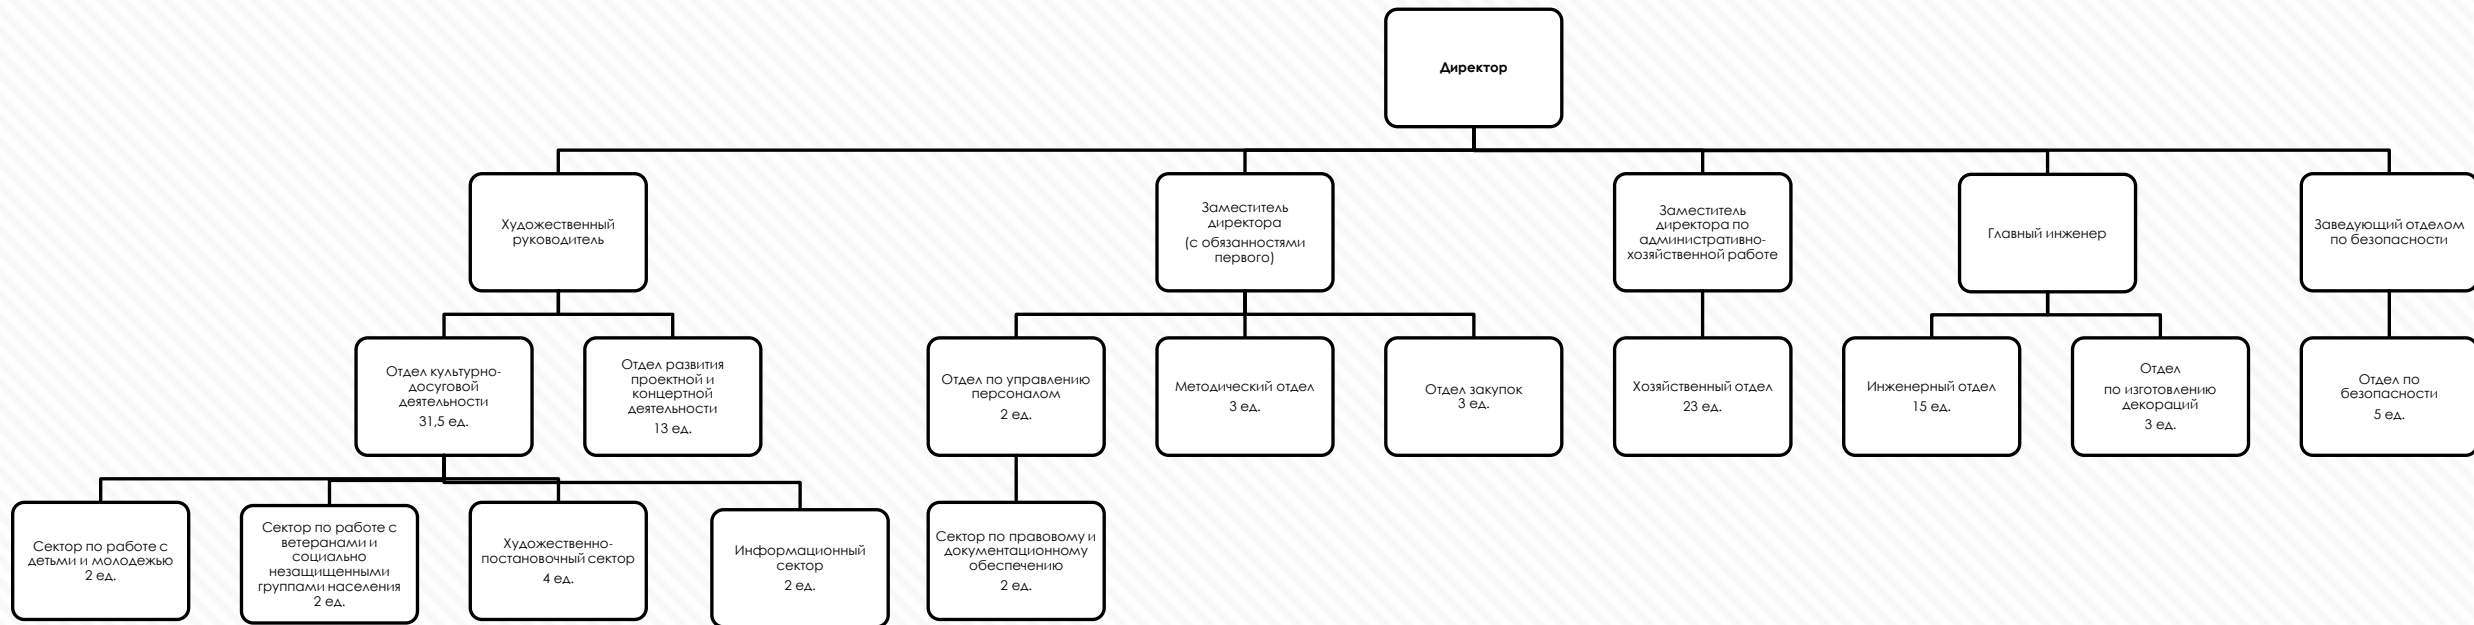 Директор
Художественный
руководитель
Заместитель
директора
(с обязанностями
первого)
Заместитель
директора по
административно-
хозяйственной работе
Главный инженер
Заведующий отделом
по безопасности
Отдел культурно-
досуговой
деятельности
31,5 ед.
Отдел развития
проектной и
концертной
деятельности
13 ед.
Отдел по управлению
персоналом
2 ед.
Методический отдел
3 ед.
Отдел закупок
3 ед.
Хозяйственный отдел
23 ед.
Инженерный отдел
15 ед.
Отдел
по изготовлению
декораций
3 ед.
Отдел по
безопасности
5 ед.
Сектор по работе с
детьми и молодежью
2 ед.
Сектор по работе с
ветеранами и
социально
незащищенными
группами населения
2 ед.
Художественно-
постановочный сектор
4 ед.
Информационный
сектор
2 ед.
Сектор по правовому и
документационному
обеспечению
2 ед.